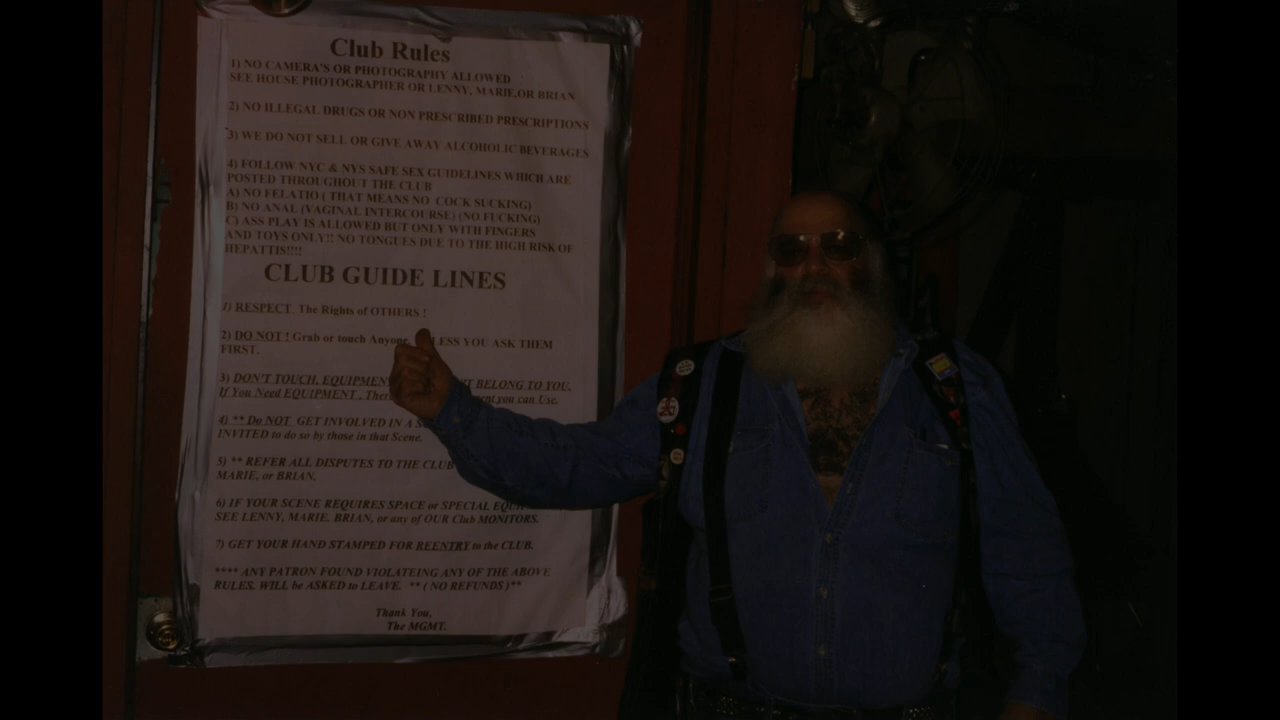 Club Rules
1) NO CAMERA'S OR PHOTOGRAPHY ALLOWED
SEE HOUSE PHOTOGRAPHER OR LENNY, MARIE,OR BRIAN
2) NO ILLEGAL DRUGS OR NON PRESCRIBED PRESCRIPTIONS
3) WE DO NOT SELL OR GIVE AWAY ALCOHOLIC BEVERAGES
4) FOLLOW NYC & NYS SAFE SEX GUIDELINES WHICH ARE
POSTED THROUGHOUT THE CLUB
A) NO FELATIO ( THAT MEANS NO COCK SUCKING)
B) NO ANAL (VAGINAL INTERCOURSE) (NO FUCKING)
C) ASS PLAY IS ALLOWED BUT ONLY WITH FINGERS
AND TOYS ONLY!! NO TONGUES DUE TO THE HIGH RISK OF
HEPATTIS!!!!
CLUB GUIDE LINES
1) RESPECT The Rights of OTHERS !
2) DO NOT ! Grab or touch Anyone LESS YOU ASK THEM
FIRST.
3) DON'T TOUCH, EQUIPMEN T BELONG TO YOU.
If You Need EQUIPMENT . There ent you can Use.
4) ** Do NOT GET INVOLVED IN A S
INVITED to do so by those in that Scene.
5) ** REFER ALL DISPUTES TO THE CLUB
MARIE, or BRIAN.
6) IF YOUR SCENE REQUIRES SPACE or SPECIAL EQUI
SEE LENNY, MARIE. BRIAN, or any of OUR Club MONITORS.
7) GET YOUR HAND STAMPED FOR REENTRY to the CLUB.
**** ANY PATRON FOUND VIOLATEING ANY OF THE ABOVE
RULES. WILL be ASKED to LEAVE. ** ( NO REFUNDS )**
Thank You,
The MGMT.